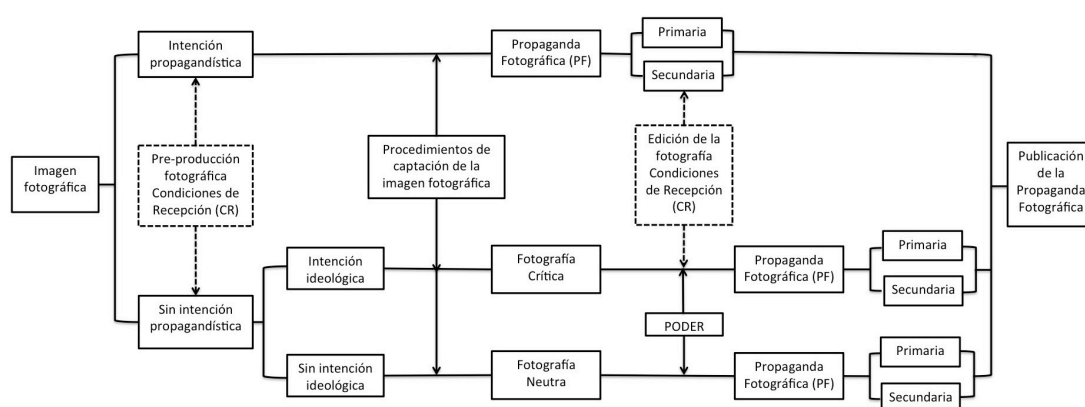 Imagen
fotográfica
Intención
propagandística
Pre-producción
fotográfica
Condiciones de
Recepción (CR)
Sin intención
propagandística
Intención
ideológica
Sin intención
ideológica
Procedimientos de
captación de la
imagen fotográfica
Propaganda
Fotográfica (PF)
Primaria
Secundaria
Edición de la
fotografía
Condiciones
de Recepción
(CR)
Fotografía
Crítica
Fotografía
Neutra
PODER
Propaganda
Fotográfica (PF)
Primaria
Secundaria
Propaganda
Fotográfica (PF)
Primaria
Secundaria
Publicación
de la
Propaganda
Fotográfica